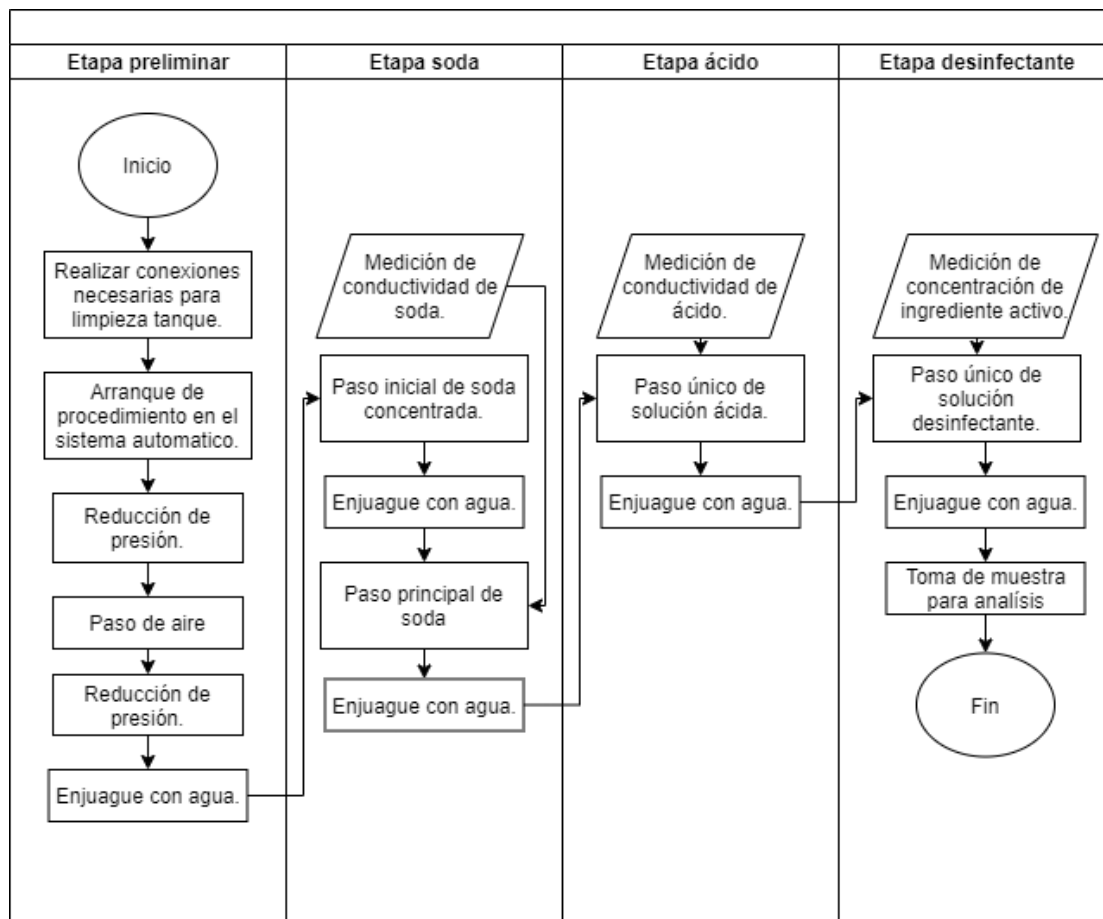 Etapa preliminar
Etapa soda
Etapa ácido
Etapa desinfectante
Inicio
Realizar conexiones
necesarias para
limpieza tanque.
Arranque de
procedimiento en el
sistema automatico.
Reducción de
presión.
Paso de aire
Reducción de
presión.
Enjuague con agua.
Medición de
conductividad de
soda.
Paso inicial de soda
concentrada.
Enjuague con agua.
Paso principal de
soda
Enjuague con agua.
Medición de
conductividad de
ácido.
Paso único de
solución ácida.
Enjuague con agua.
Medición de
concentración de
ingrediente activo.
Paso único de
solución
desinfectante.
Enjuague con agua.
Toma de muestra
para analísis
Fin